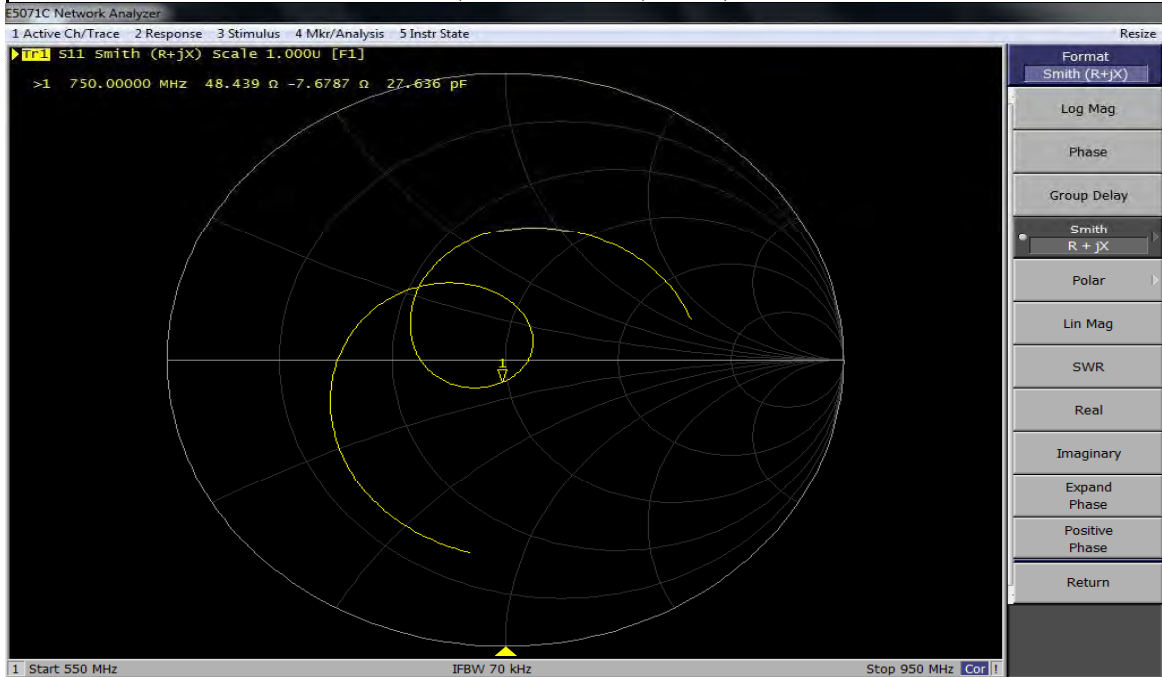 E5071C Network Analyzer
1 Active Ch/Trace 2 Response 3 Stimulus 4 Mkr/Analysis 5 Instr State
Resize
Tr1 S11 Smith (R+jX) Scale 1.000U [F1]
>1 750.00000 MHz 48.439 Ω -7.6787 Ω 27.636 pF
1
Format
Smith (R+jX)
Log Mag
Phase
Group Delay
Smith
R + jX
Polar
Lin Mag
SWR
Real
Imaginary
Expand
Phase
Positive
Phase
Return
1 Start 550 MHz
IFBW 70 kHz
Stop 950 MHz Cor !